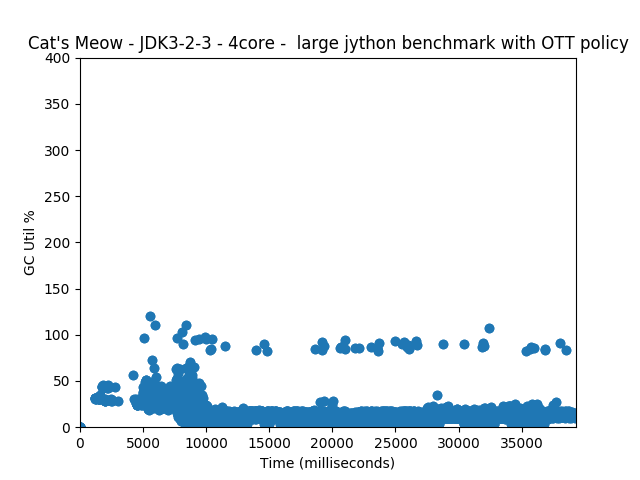 Cat's Meow - JDK3-2-3 - 4core -  large jython benchmark with OTT policy
400
350
300
250
200
150
100
50
0
GC Util %
0 5000 10000 15000 20000 25000 30000 35000
Time (milliseconds)